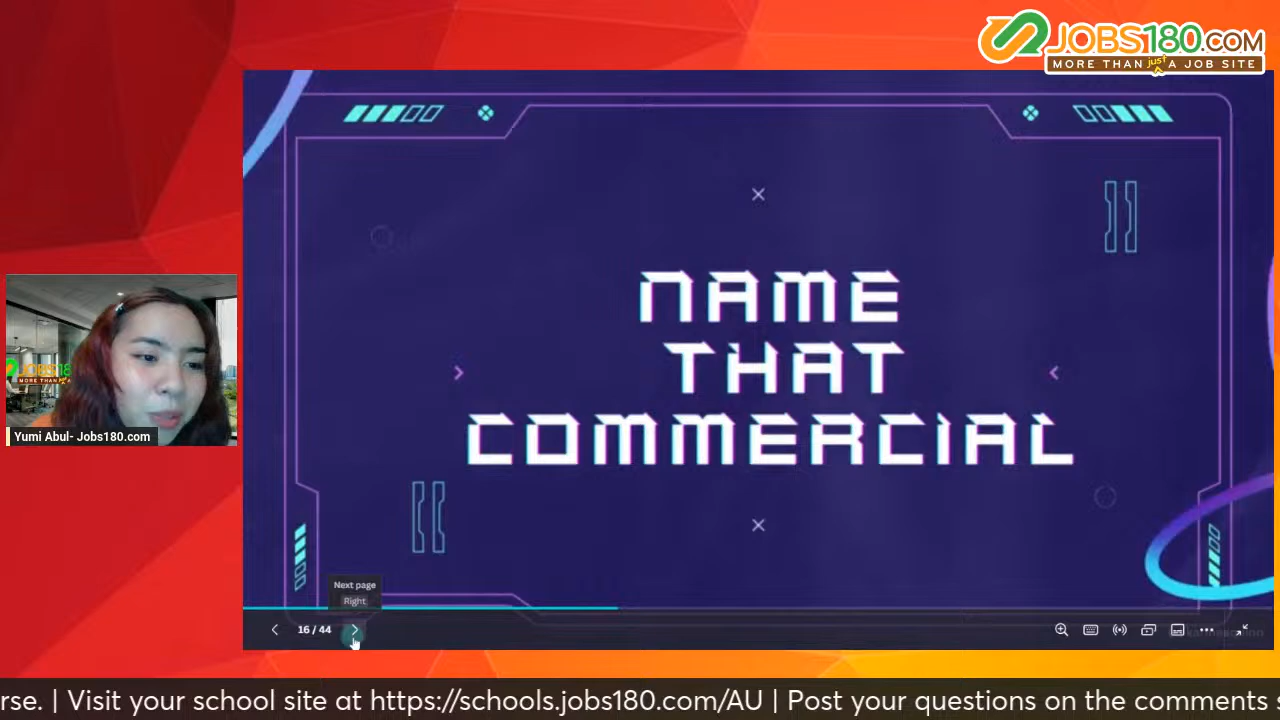 JOBS180.COM
MORE THAN just A JOB SITE
NAME
THAT
COMMERCIAL
Yumi Abul- Jobs180.com
Next page
Right
16 / 44
rse. | Visit your school site at https://schools.jobs180.com/AU | Post your questions on the comments s